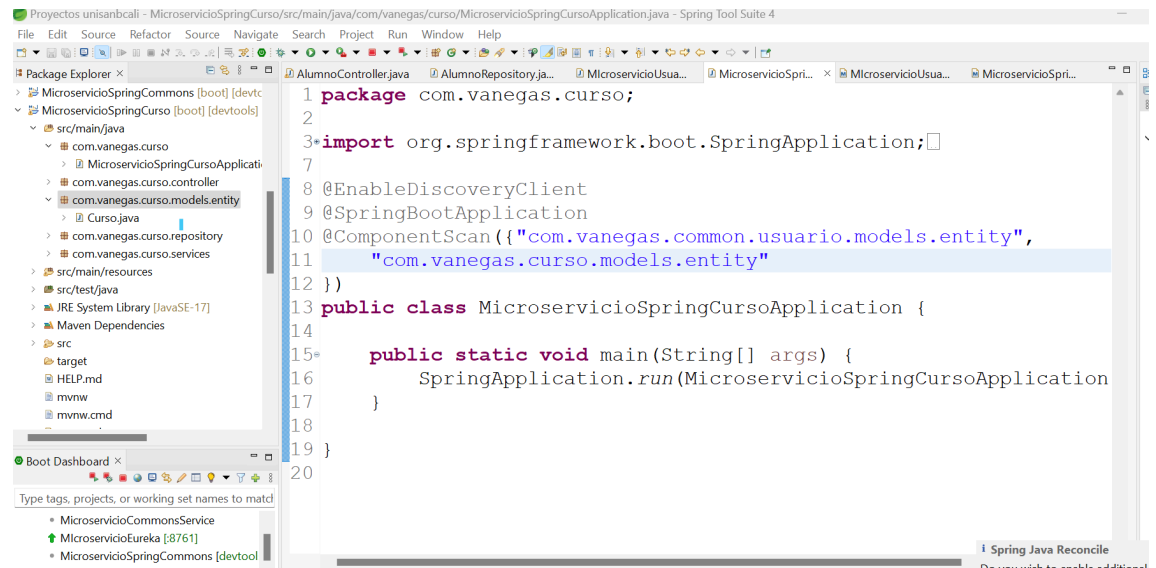 Proyectos unisanbcali - MicroservicioSpringCurso/src/main/java/com/vanegas/curso/MicroservicioSpringCursoApplication.java - Spring Tool Suite 4
File Edit Source Refactor Source Navigate Search Project Run Window Help
Package Explorer ×
MicroservicioSpringCommons [boot] [devtc
MicroservicioSpringCurso [boot] [devtools]
src/main/java
com.vanegas.curso
MicroservicioSpringCursoApplicati
com.vanegas.curso.controller
com.vanegas.curso.models.entity
Curso.java
com.vanegas.curso.repository
com.vanegas.curso.services
src/main/resources
src/test/java
JRE System Library [JavaSE-17]
Maven Dependencies
src
target
HELP.md
mvnw
mvnw.cmd
Boot Dashboard ×
Type tags, projects, or working set names to match
MicroservicioCommonsService
MIcroservicioEureka [:8761]
MicroservicioSpringCommons [devtool
AlumnoController.java AlumnoRepository.ja... MIcroservicioUsua... MicroservicioSpri... × MIcroservicioUsua... MicroservicioSpri...
1 package com.vanegas.curso;
2
3 import org.springframework.boot.SpringApplication;
7
8 @EnableDiscoveryClient
9 @SpringBootApplication
10 @ComponentScan({"com.vanegas.common.usuario.models.entity",
11 "com.vanegas.curso.models.entity"
12 })
13 public class MicroservicioSpringCursoApplication {
14
15 public static void main(String[] args) {
16 SpringApplication.run(MicroservicioSpringCursoApplication
17 }
18
19 }
20
Spring Java Reconcile
Do you wish to enable additional